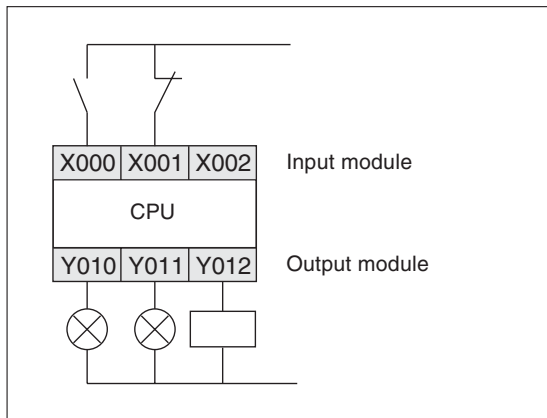 X000 X001 X002 Input module
CPU
Y010 Y011 Y012 Output module